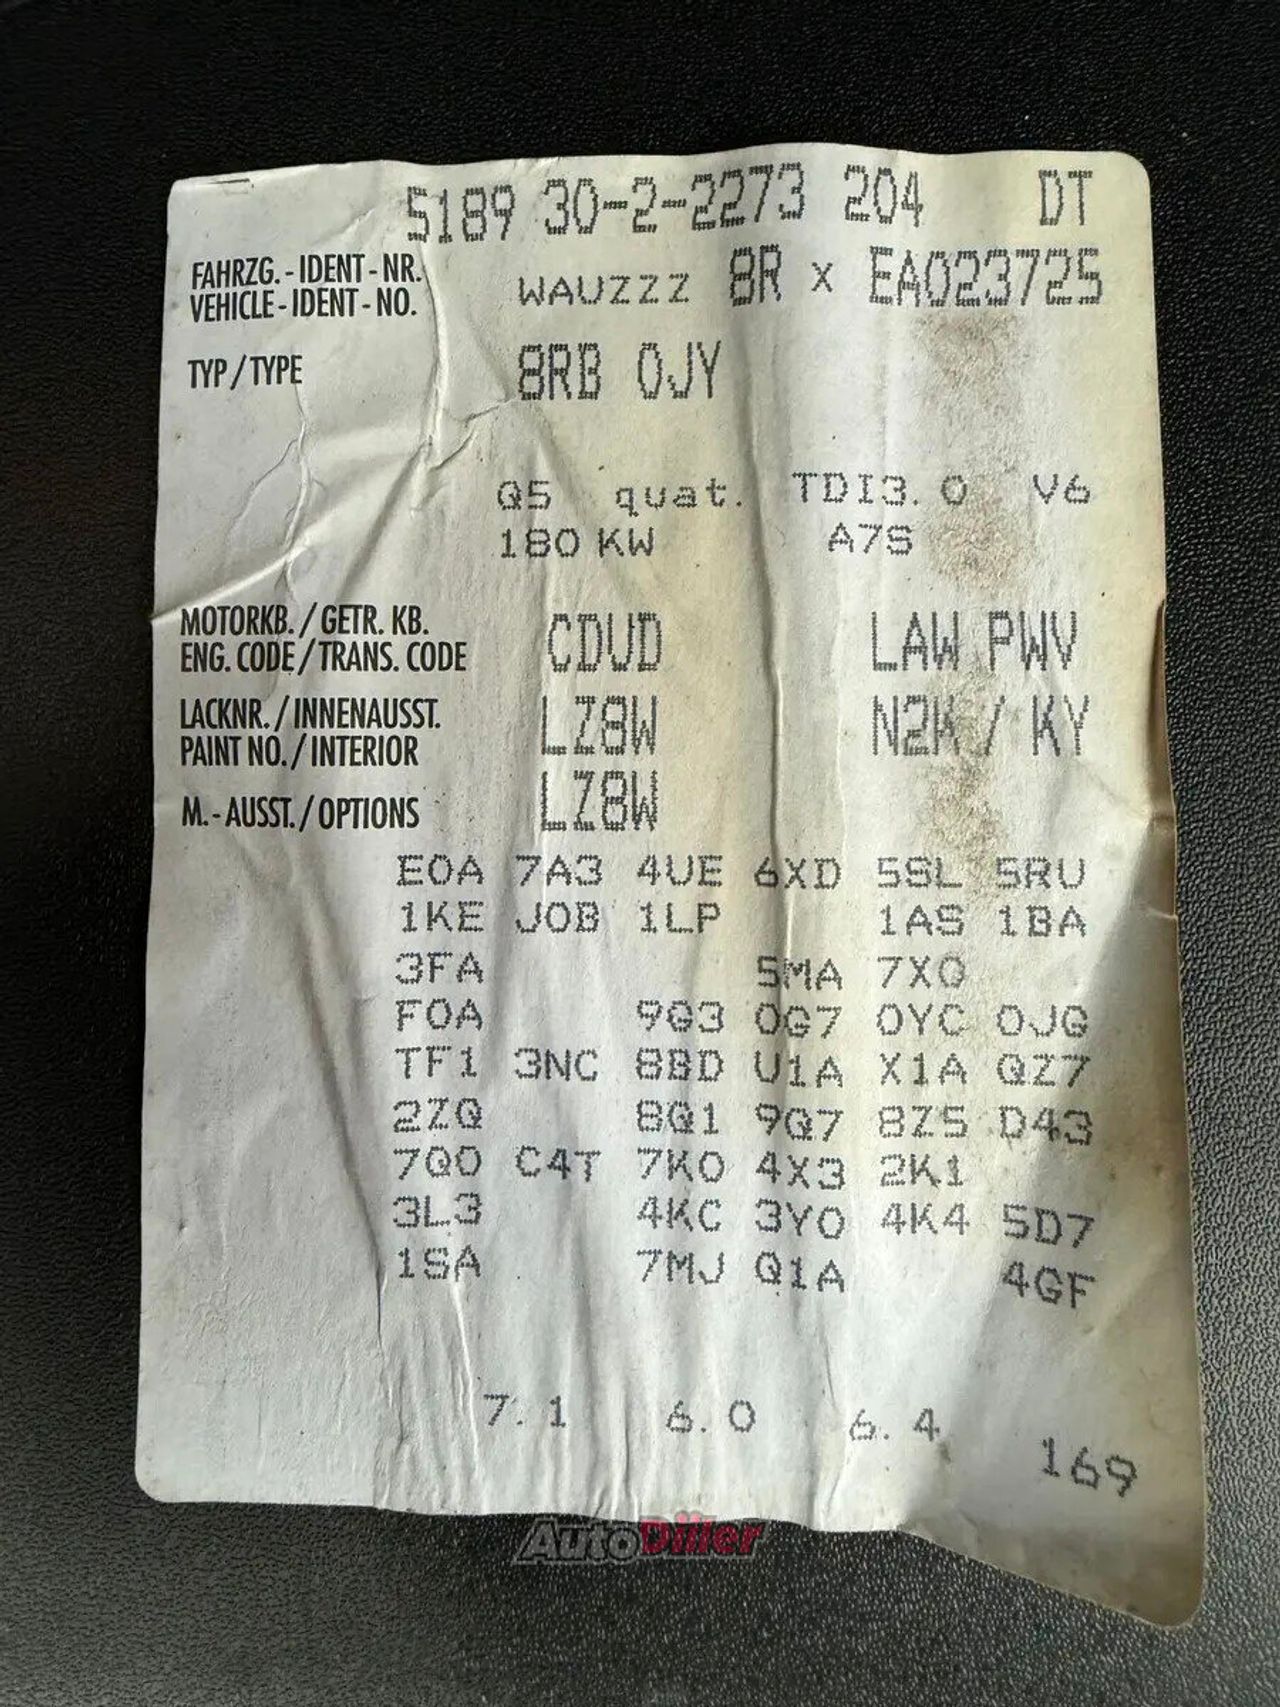 5189 30-2-2273 204 DT
FAHRZG.-IDENT-NR.
VEHICLE-IDENT-NO.
WAUZZZ 8R x EA023725
TYP/TYPE 8RB 0JY
Q5 quat. TDI3.0 V6
180 KW A7S
MOTORKB./GETR. KB.
ENG. CODE/TRANS. CODE
CDUD LAW PWV
LACKNR./INNENAUSST.
PAINT NO./INTERIOR
LZ8W N2K / KY
M.-AUSST./OPTIONS LZ8W
E0A 7A3 4UE 6XD 5SL 5RU
1KE J0B 1LP 1AS 1BA
3FA 5MA 7X0
F0A 9G3 0G7 0YC 0JG
TF1 3NC 8BD U1A X1A QZ7
2ZQ 8Q1 9Q7 8Z5 D43
7Q0 C4T 7K0 4X3 2K1
3L3 4KC 3Y0 4K4 5D7
1SA 7MJ Q1A 4GF
7.1 6.0 6.4 169
AutoDiiler